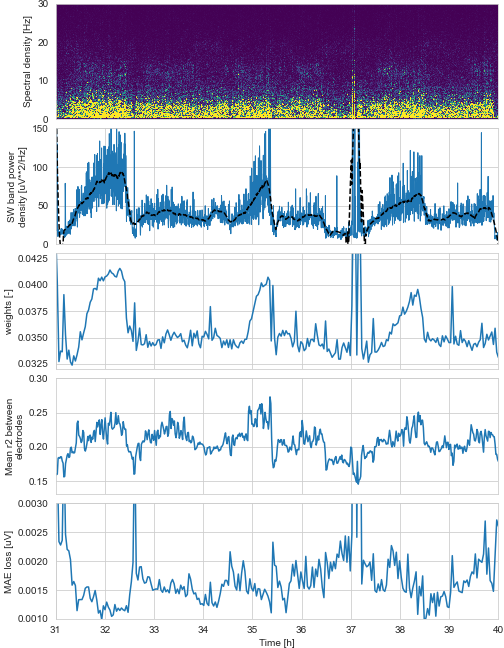 30
20
10
0
Spectral density [Hz]
150
100
50
0
SW band power
density [uV**2/Hz]
0.0425
0.0400
0.0375
0.0350
0.0325
weights [-]
0.30
0.25
0.20
0.15
Mean r2 between
electrodes
0.0030
0.0025
0.0020
0.0015
0.0010
MAE loss [uV]
31 32 33 34 35 36 37 38 39 40
Time [h]